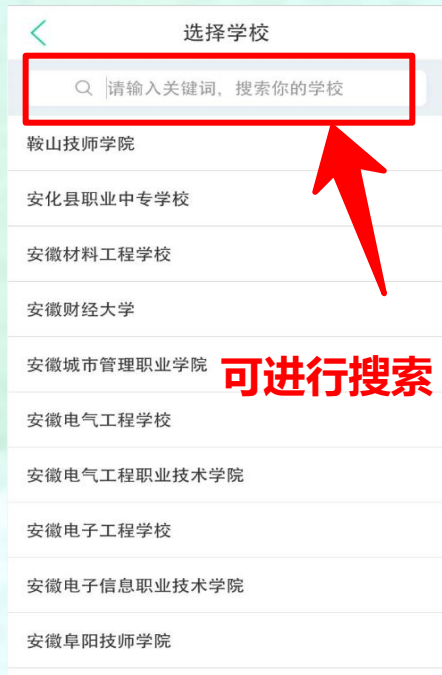 选择学校
请输入关键词，搜索你的学校
鞍山技师学院
安化县职业中专学校
安徽材料工程学校
安徽财经大学
安徽城市管理职业学院
可进行搜索
安徽电气工程学校
安徽电气工程职业技术学院
安徽电子工程学校
安徽电子信息职业技术学院
安徽阜阳技师学院